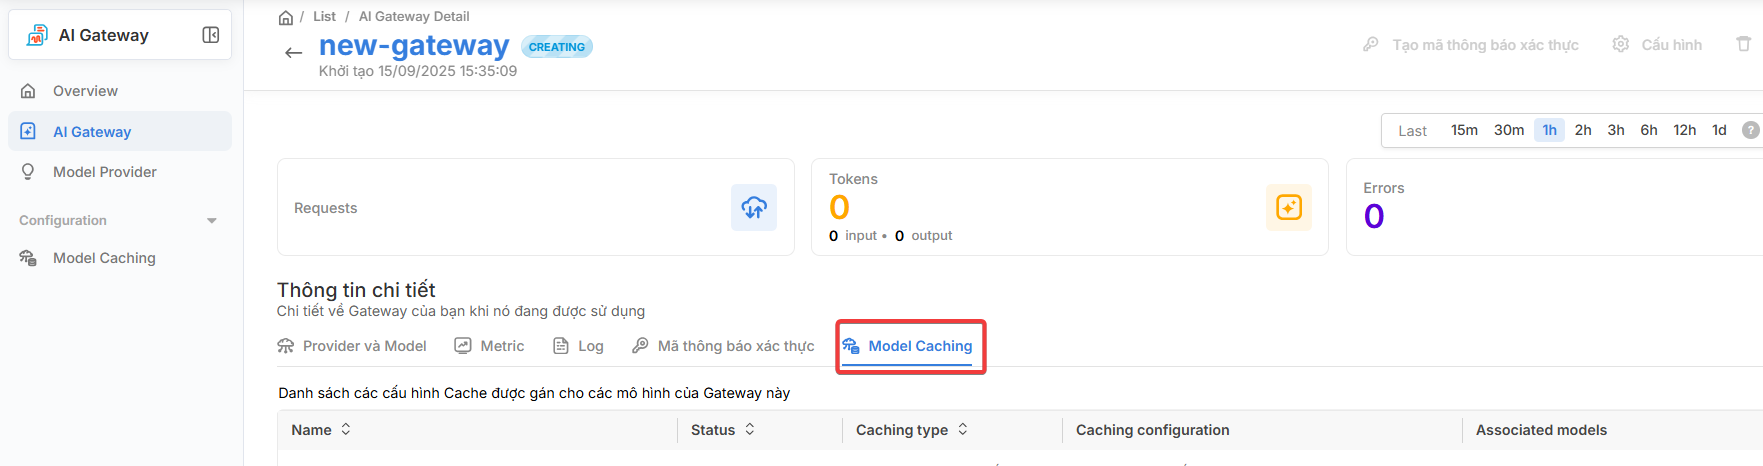 AI Gateway
Overview
AI Gateway
Model Provider
Configuration
Model Caching
/ List / AI Gateway Detail
new-gateway CREATING
Khởi tạo 15/09/2025 15:35:09
Tạo mã thông báo xác thực Cấu hình
Last 15m 30m 1h 2h 3h 6h 12h 1d ?
Requests
Tokens
0
0 input • 0 output
Errors
0
Thông tin chi tiết
Chi tiết về Gateway của bạn khi nó đang được sử dụng
Provider và Model Metric Log Mã thông báo xác thực Model Caching
Danh sách các cấu hình Cache được gán cho các mô hình của Gateway này
Name Status Caching type Caching configuration Associated models